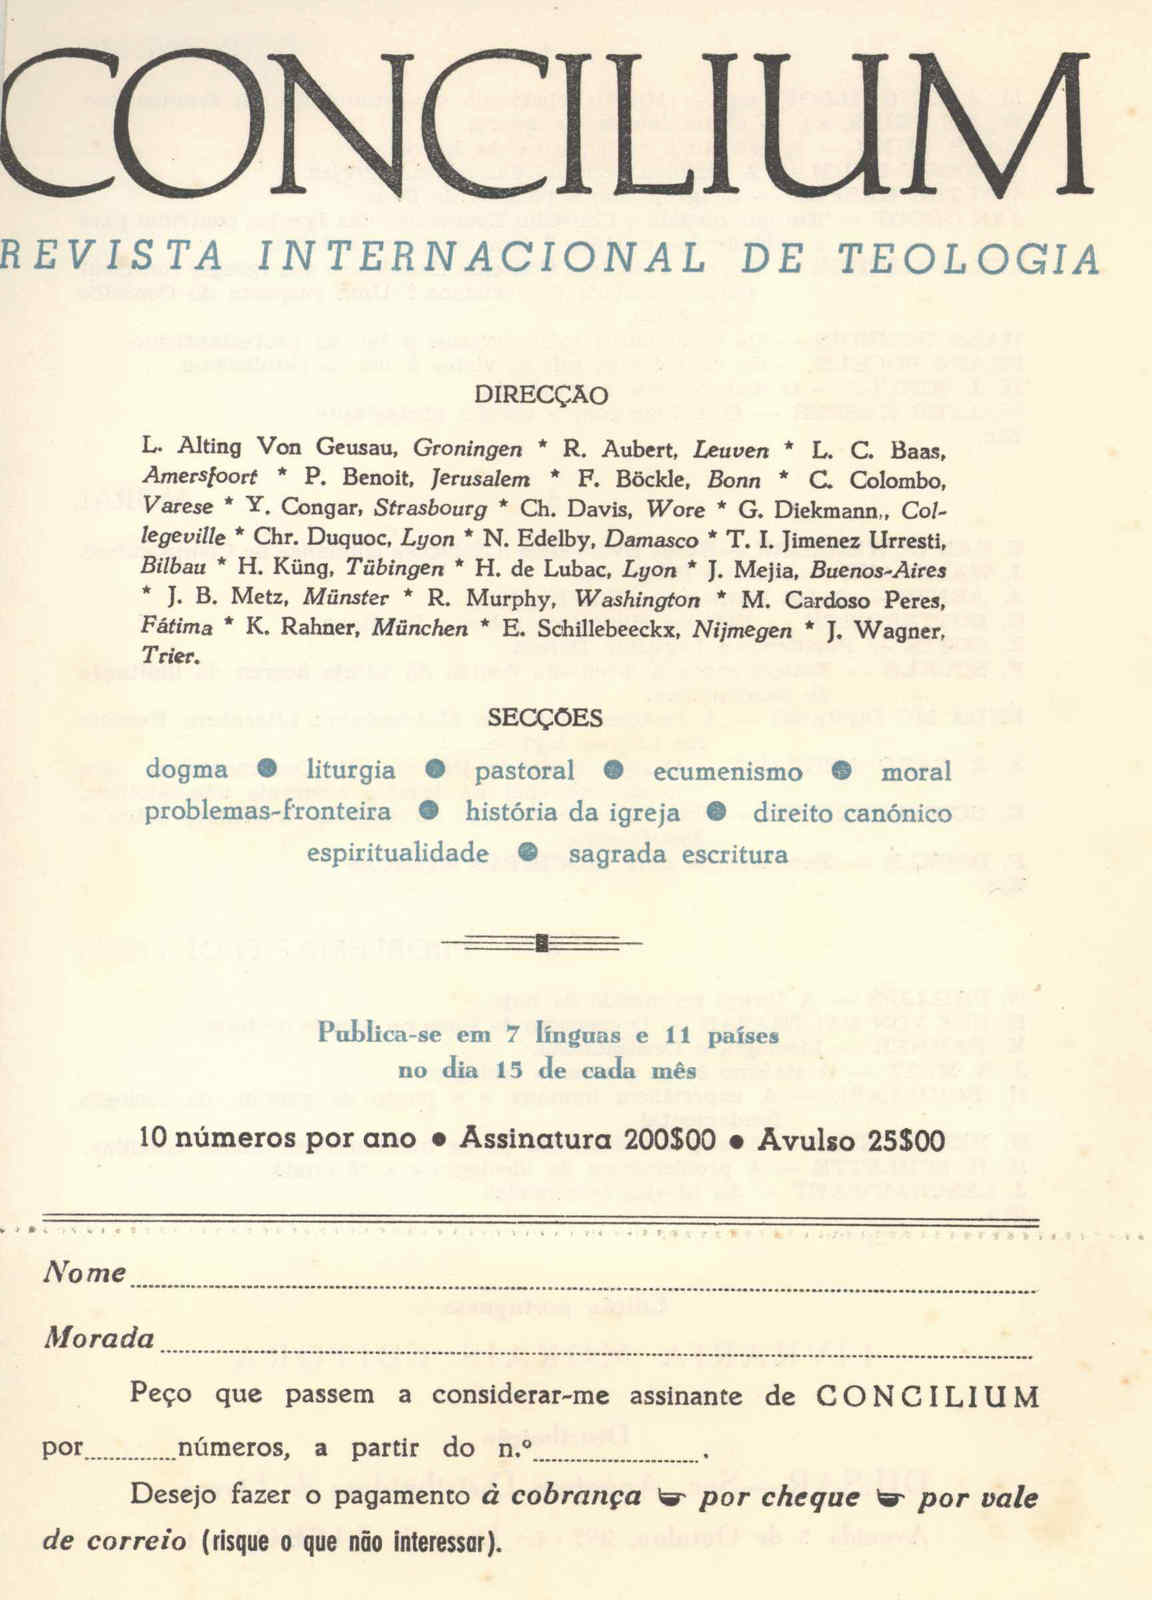 CONCILIUM
REVISTA INTERNACIONAL DE TEOLOGIA
DIRECÇÃO
L. Alting Von Geusau, Groningen * R. Aubert, Leuven * L. C. Baas,
Amersfoort * P. Benoit, Jerusalem * F. Böckle, Bonn * C. Colombo,
Varese * Y. Congar, Strasbourg * Ch. Davis, Wore * G. Diekmann,, Col-
legeville * Chr. Duquoc, Lyon * N. Edelby, Damasco * T. I. Jimenez Urresti,
Bilbau * H. Küng, Tübingen * H. de Lubac, Lyon * J. Mejia, Buenos-Aires
* J. B. Metz, Münster * R. Murphy, Washington * M. Cardoso Peres,
Fátima * K. Rahner, München * E. Schillebeeckx, Nijmegen * J. Wagner,
Trier.
SECÇÕES
dogma ● liturgia ● pastoral ● ecumenismo ● moral
problemas-fronteira ● história da igreja ● direito canónico
espiritualidade ● sagrada escritura
Publica-se em 7 línguas e 11 países
no dia 15 de cada mês
10 números por ano ● Assinatura 200$00 ● Avulso 25$00
Nome
Morada
Peço que passem a considerar-me assinante de CONCILIUM
por números, a partir do n.º .
Desejo fazer o pagamento à cobrança por cheque por vale
de correio (risque o que não interessar).